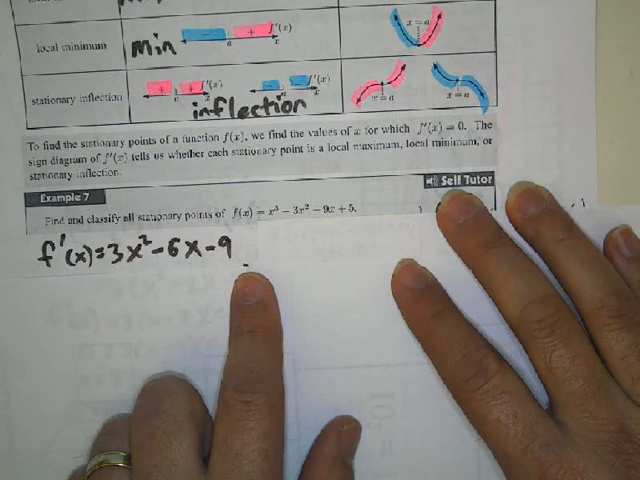 local minimum
min
− + f′(x)
a x
x = a
stationary inflection
+ + f′(x)
a x
− − f′(x)
a x
inflection
x = a
x = a
To find the stationary points of a function f(x), we find the values of x for which f′(x) = 0. The
sign diagram of f′(x) tells us whether each stationary point is a local maximum, local minimum, or
stationary inflection.
Example 7
Self Tutor
Find and classify all stationary points of f(x) = x³ − 3x² − 9x + 5.
f'(x)=3x²-6x-9